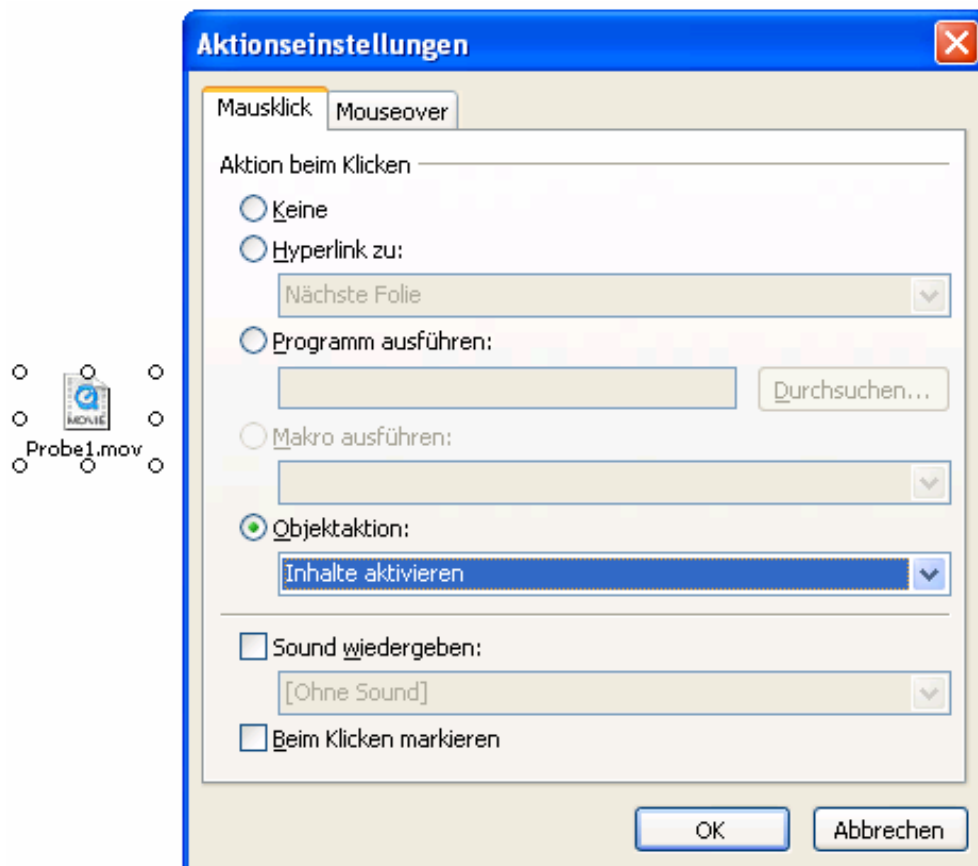 Aktionseinstellungen
Mausklick
Mouseover
Aktion beim Klicken
Keine
Hyperlink zu:
Nächste Folie
Programm ausführen:
Durchsuchen...
Makro ausführen:
Objektaktion:
Inhalte aktivieren
Sound wiedergeben:
[Ohne Sound]
Beim Klicken markieren
OK
Abbrechen
MOVIE
Probe1.mov